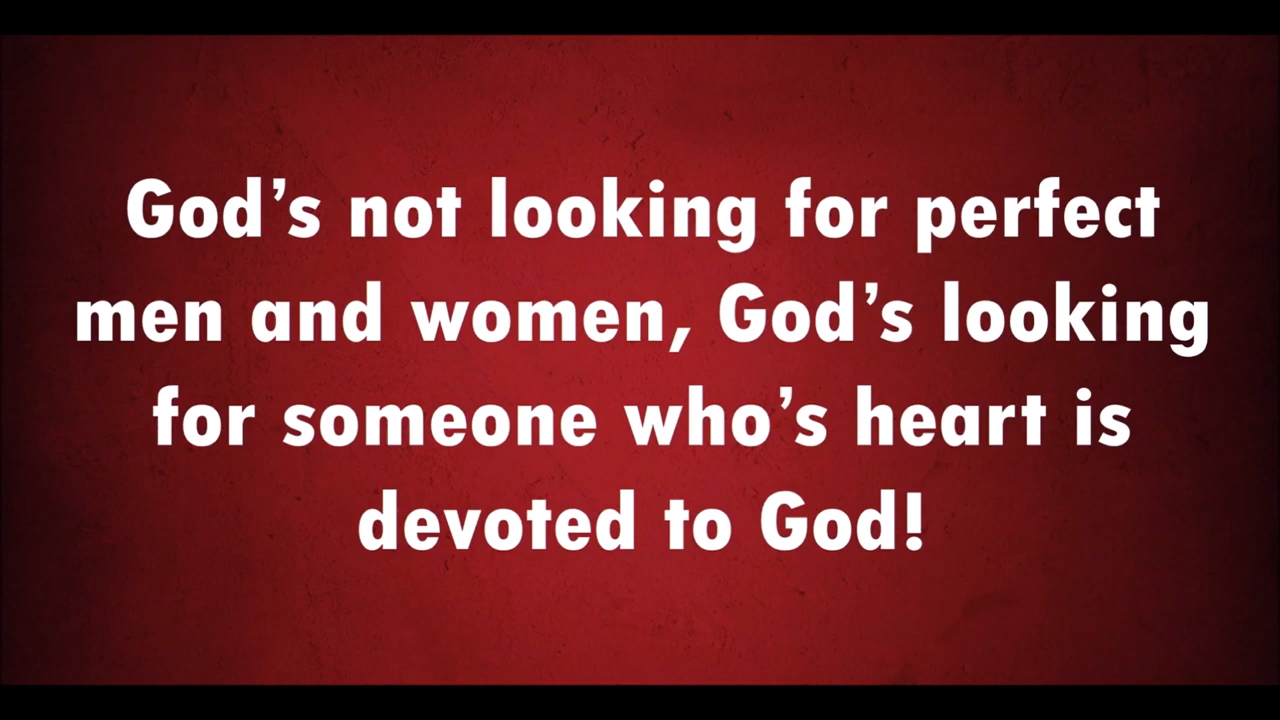 God’s not looking for perfect
men and women, God’s looking
for someone who’s heart is
devoted to God!